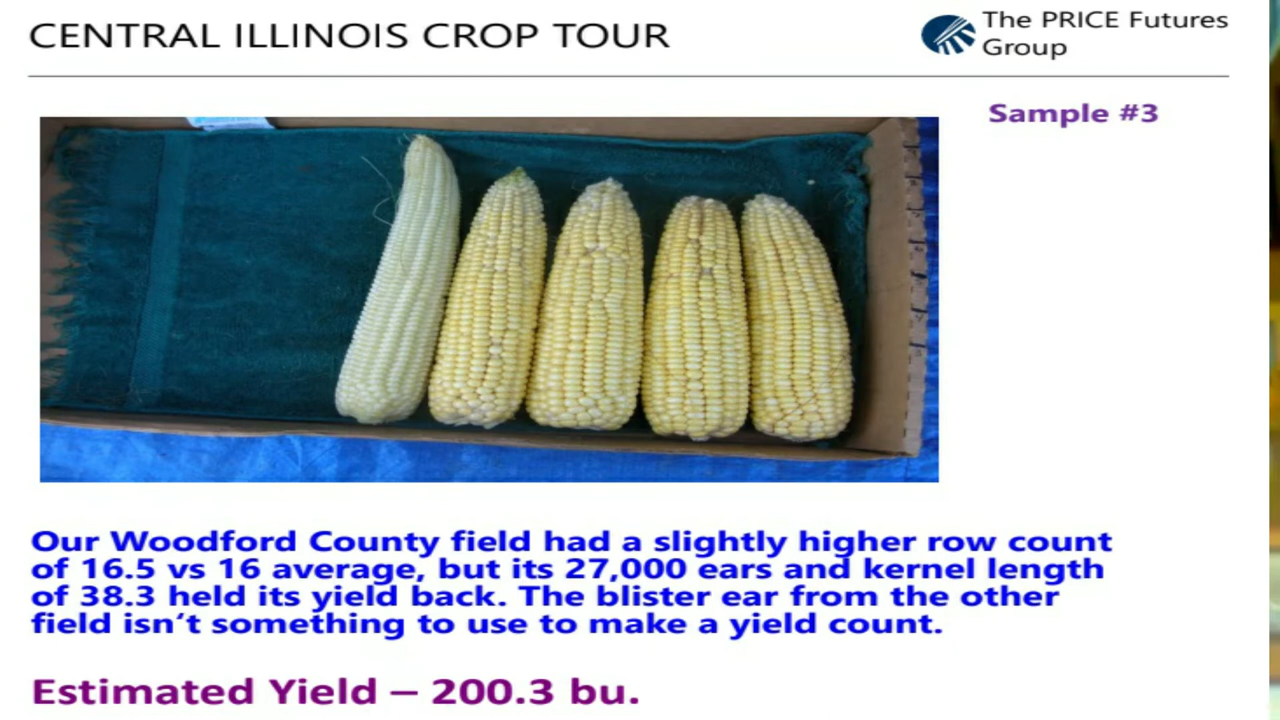 CENTRAL ILLINOIS CROP TOUR
The PRICE Futures
Group
Sample #3
Our Woodford County field had a slightly higher row count
of 16.5 vs 16 average, but its 27,000 ears and kernel length
of 38.3 held its yield back. The blister ear from the other
field isn't something to use to make a yield count.
Estimated Yield – 200.3 bu.